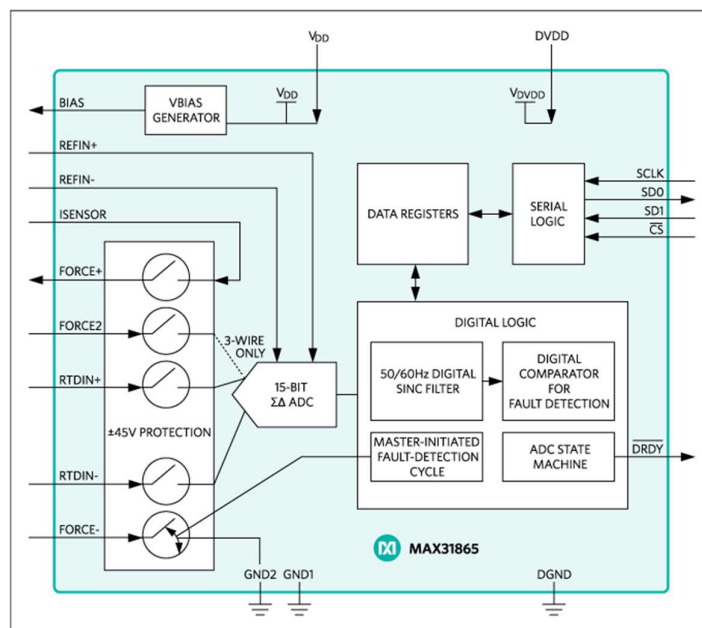 VDD
DVDD
BIAS
VBIAS
GENERATOR
VDD
VDVDD
REFIN+
REFIN-
ISENSOR
FORCE+
FORCE2
RTDIN+
±45V PROTECTION
RTDIN-
FORCE-
3-WIRE
ONLY
15-BIT
ΣΔ ADC
DATA REGISTERS
SERIAL
LOGIC
SCLK
SD0
SD1
CS
DIGITAL LOGIC
50/60Hz DIGITAL
SINC FILTER
DIGITAL
COMPARATOR
FOR
FAULT DETECTION
MASTER-INITIATED
FAULT-DETECTION
CYCLE
ADC STATE
MACHINE
DRDY
MAX31865
GND2
GND1
DGND